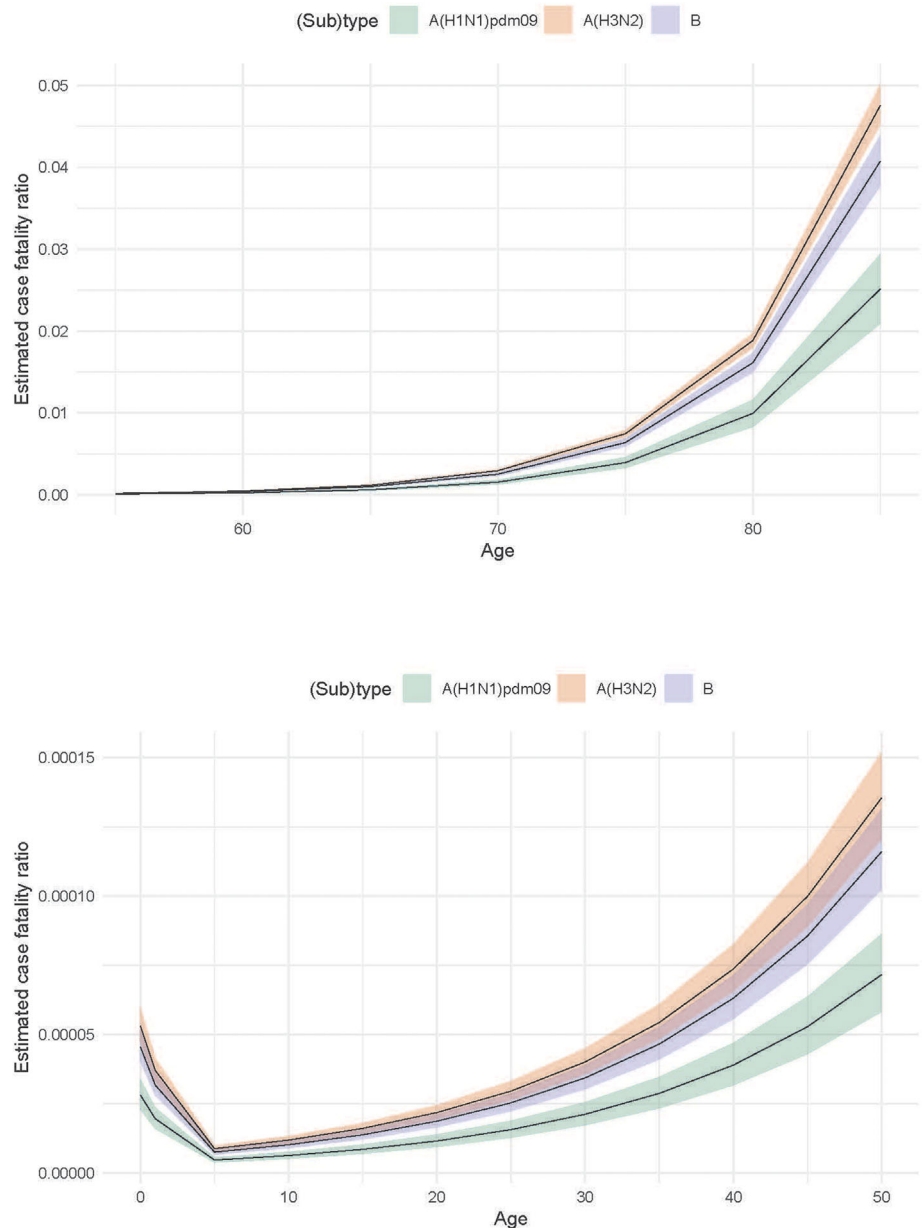 (Sub)type A(H1N1)pdm09 A(H3N2) B
0.05
0.04
0.03
0.02
0.01
0.00
Estimated case fatality ratio
60 70 80
Age
(Sub)type A(H1N1)pdm09 A(H3N2) B
0.00015
0.00010
0.00005
0.00000
Estimated case fatality ratio
0 10 20 30 40 50
Age